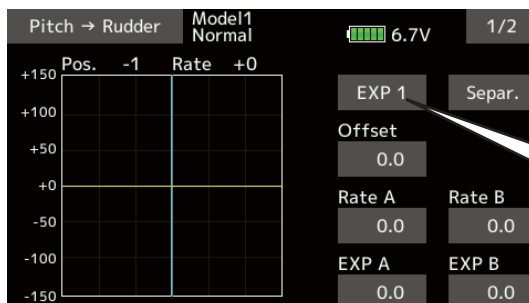 Pitch → Rudder
Model1
Normal
6.7V
1/2
Pos. -1 Rate +0
+150
+100
+50
+0
-50
-100
-150
EXP 1
Separ.
Offset
0.0
Rate A Rate B
0.0 0.0
EXP A EXP B
0.0 0.0